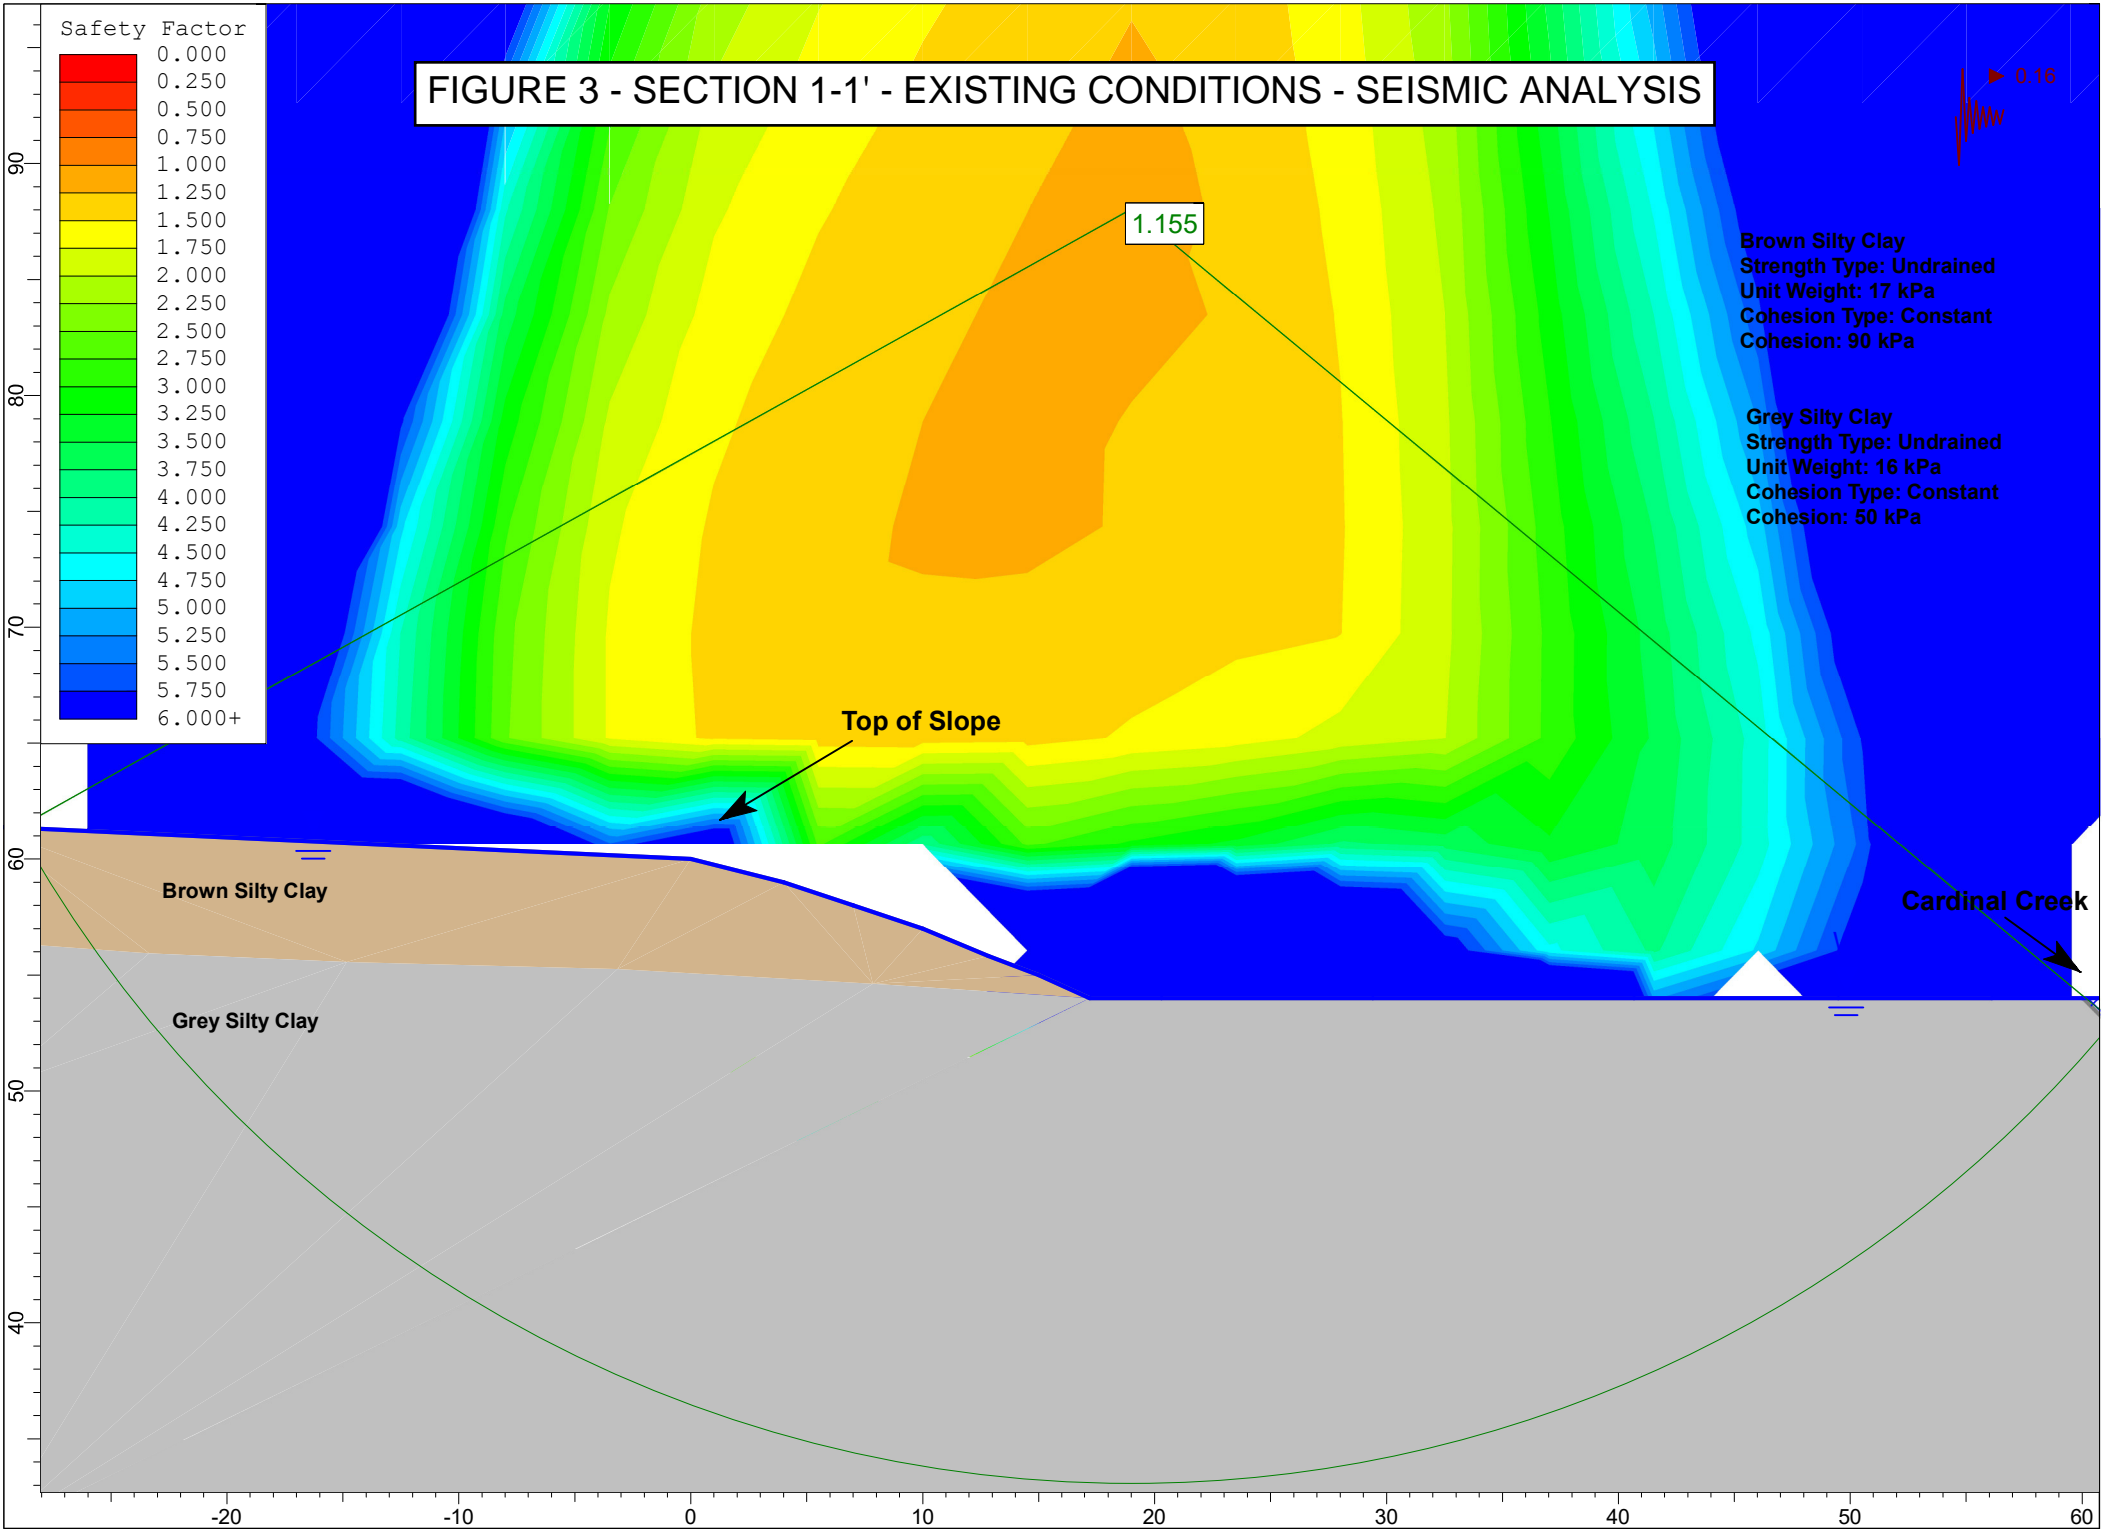 Safety Factor
0.000
0.250
0.500
0.750
1.000
1.250
1.500
1.750
2.000
2.250
2.500
2.750
3.000
3.250
3.500
3.750
4.000
4.250
4.500
4.750
5.000
5.250
5.500
5.750
6.000+
FIGURE 3 - SECTION 1-1' - EXISTING CONDITIONS - SEISMIC ANALYSIS
0.16
1.155
Brown Silty Clay
Strength Type: Undrained
Unit Weight: 17 kPa
Cohesion Type: Constant
Cohesion: 90 kPa
Grey Silty Clay
Strength Type: Undrained
Unit Weight: 16 kPa
Cohesion Type: Constant
Cohesion: 50 kPa
Top of Slope
Cardinal Creek
Brown Silty Clay
Grey Silty Clay
90
80
70
60
50
40
-20 -10 0 10 20 30 40 50 60